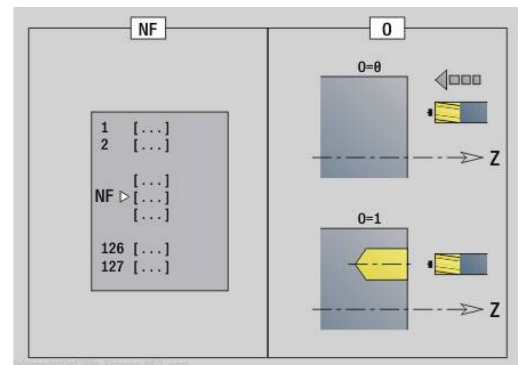 NF
1 [...]
2 [...]
[...]
NF [...]
[...]
126 [...]
127 [...]
O
O=0
Z
O=1
Z